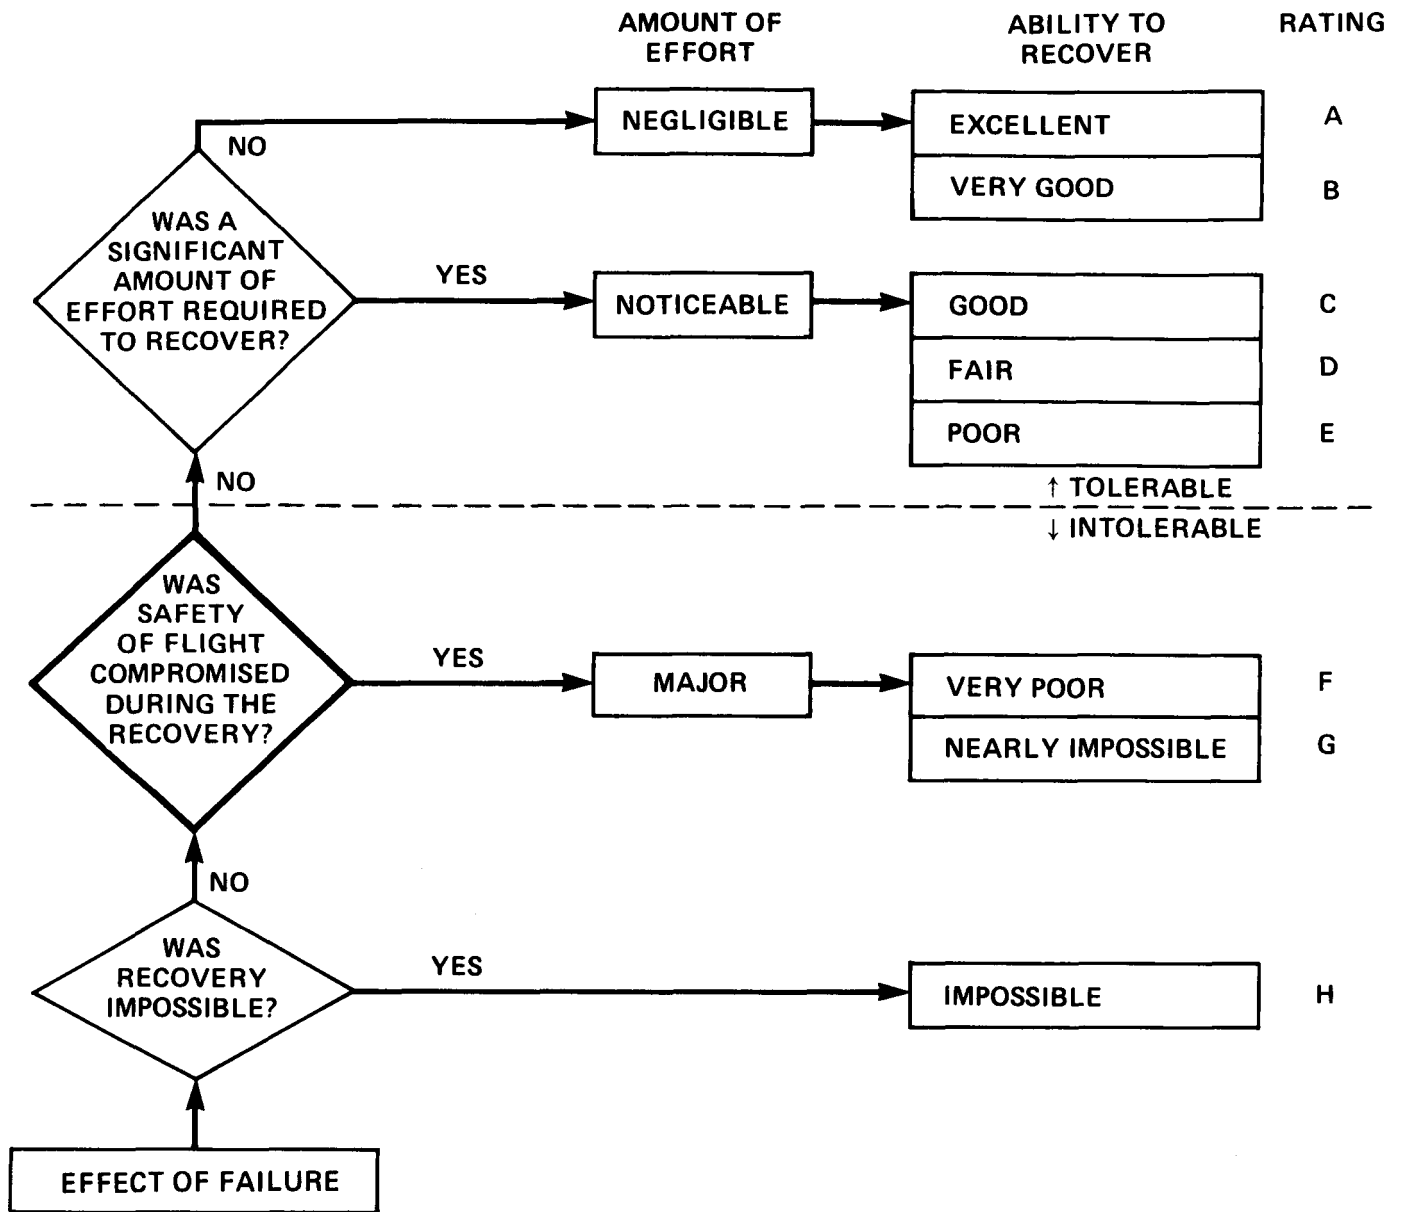 AMOUNT OF
EFFORT
ABILITY TO
RECOVER
RATING
NO
NEGLIGIBLE
EXCELLENT
A
VERY GOOD
B
WAS A
SIGNIFICANT
AMOUNT OF
EFFORT REQUIRED
TO RECOVER?
YES
NOTICEABLE
GOOD
C
FAIR
D
POOR
E
NO
↑ TOLERABLE
↓ INTOLERABLE
WAS
SAFETY
OF FLIGHT
COMPROMISED
DURING THE
RECOVERY?
YES
MAJOR
VERY POOR
F
NEARLY IMPOSSIBLE
G
NO
WAS
RECOVERY
IMPOSSIBLE?
YES
IMPOSSIBLE
H
EFFECT OF FAILURE